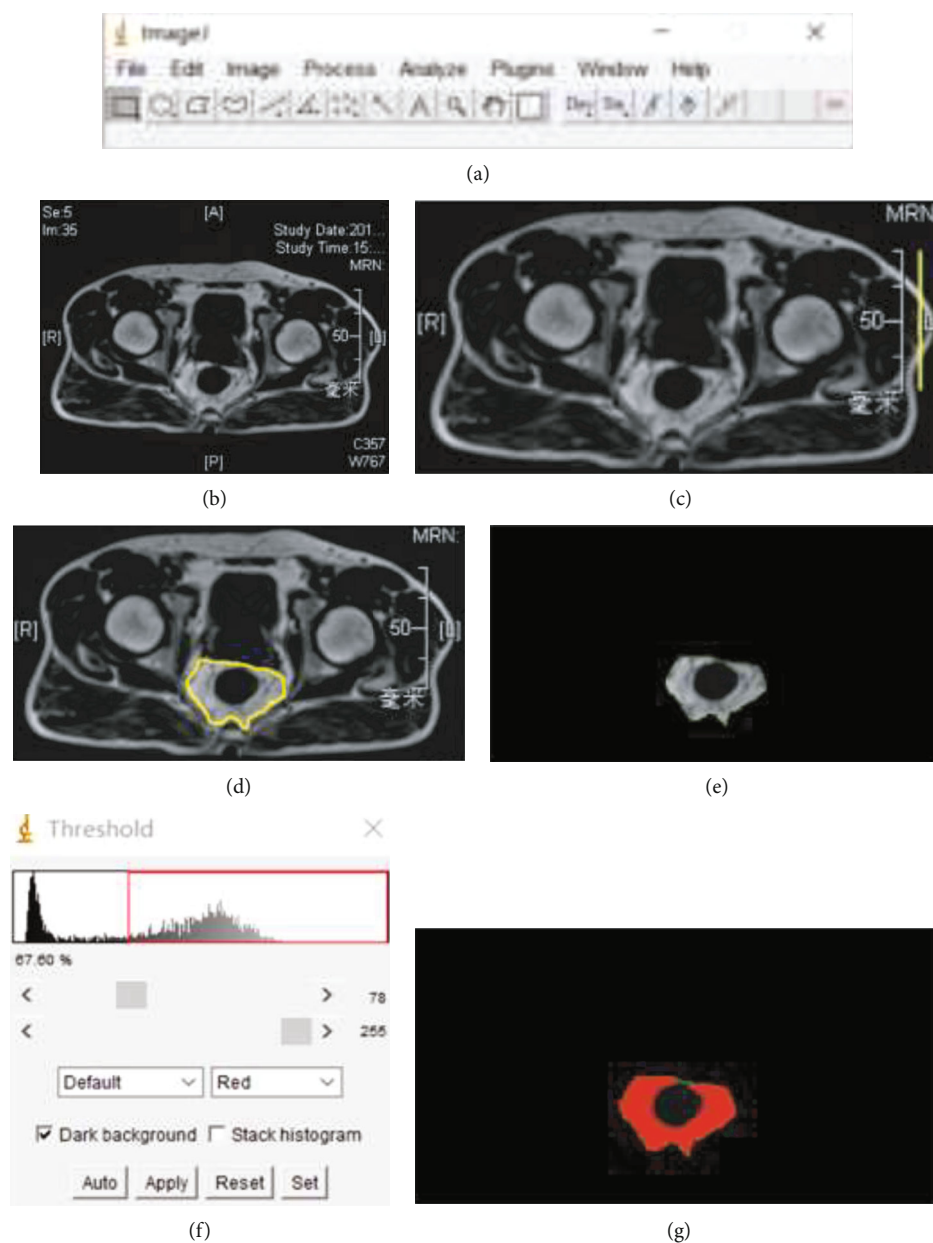 ImageJ
File Edit Image Process Analyze Plugins Window Help
(a)
Se:5
Im:35
[A]
Study Date:201...
Study Time:15:...
MRN:
[R]
50
[L]
毫米
C357
W767
[P]
(b)
MRN
[R]
50
毫米
(c)
MRN:
[R]
50
[L]
毫米
(d)
(e)
Threshold
67.60 %
78
255
Default
Red
Dark background
Stack histogram
Auto Apply Reset Set
(f)
(g)